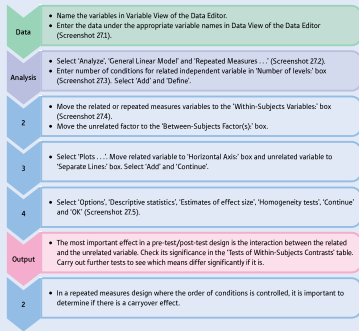 Data
• Name the variables in Variable View of the Data Editor.
• Enter the data under the appropriate variable names in Data View of the Data Editor
(Screenshot 27.1).
Analysis
• Select 'Analyze', 'General Linear Model' and 'Repeated Measures . . .' (Screenshot 27.2).
• Enter number of conditions for related independent variable in 'Number of levels:' box
(Screenshot 27.3). Select 'Add' and 'Define'.
2
• Move the related or repeated measures variables to the 'Within-Subjects Variables:' box
(Screenshot 27.4).
• Move the unrelated factor to the 'Between-Subjects Factor(s):' box.
3
• Select 'Plots . . .'. Move related variable to 'Horizontal Axis:' box and unrelated variable to
'Separate Lines:' box. Select 'Add' and 'Continue'.
4
• Select 'Options', 'Descriptive statistics', 'Estimates of effect size', 'Homogeneity tests', 'Continue'
and 'OK' (Screenshot 27.5).
Output
• The most important effect in a pre-test/post-test design is the interaction between the related
and the unrelated variable. Check its significance in the 'Tests of Within-Subjects Contrasts' table.
Carry out further tests to see which means differ significantly if it is.
2
• In a repeated measures design where the order of conditions is controlled, it is important to
determine if there is a carryover effect.